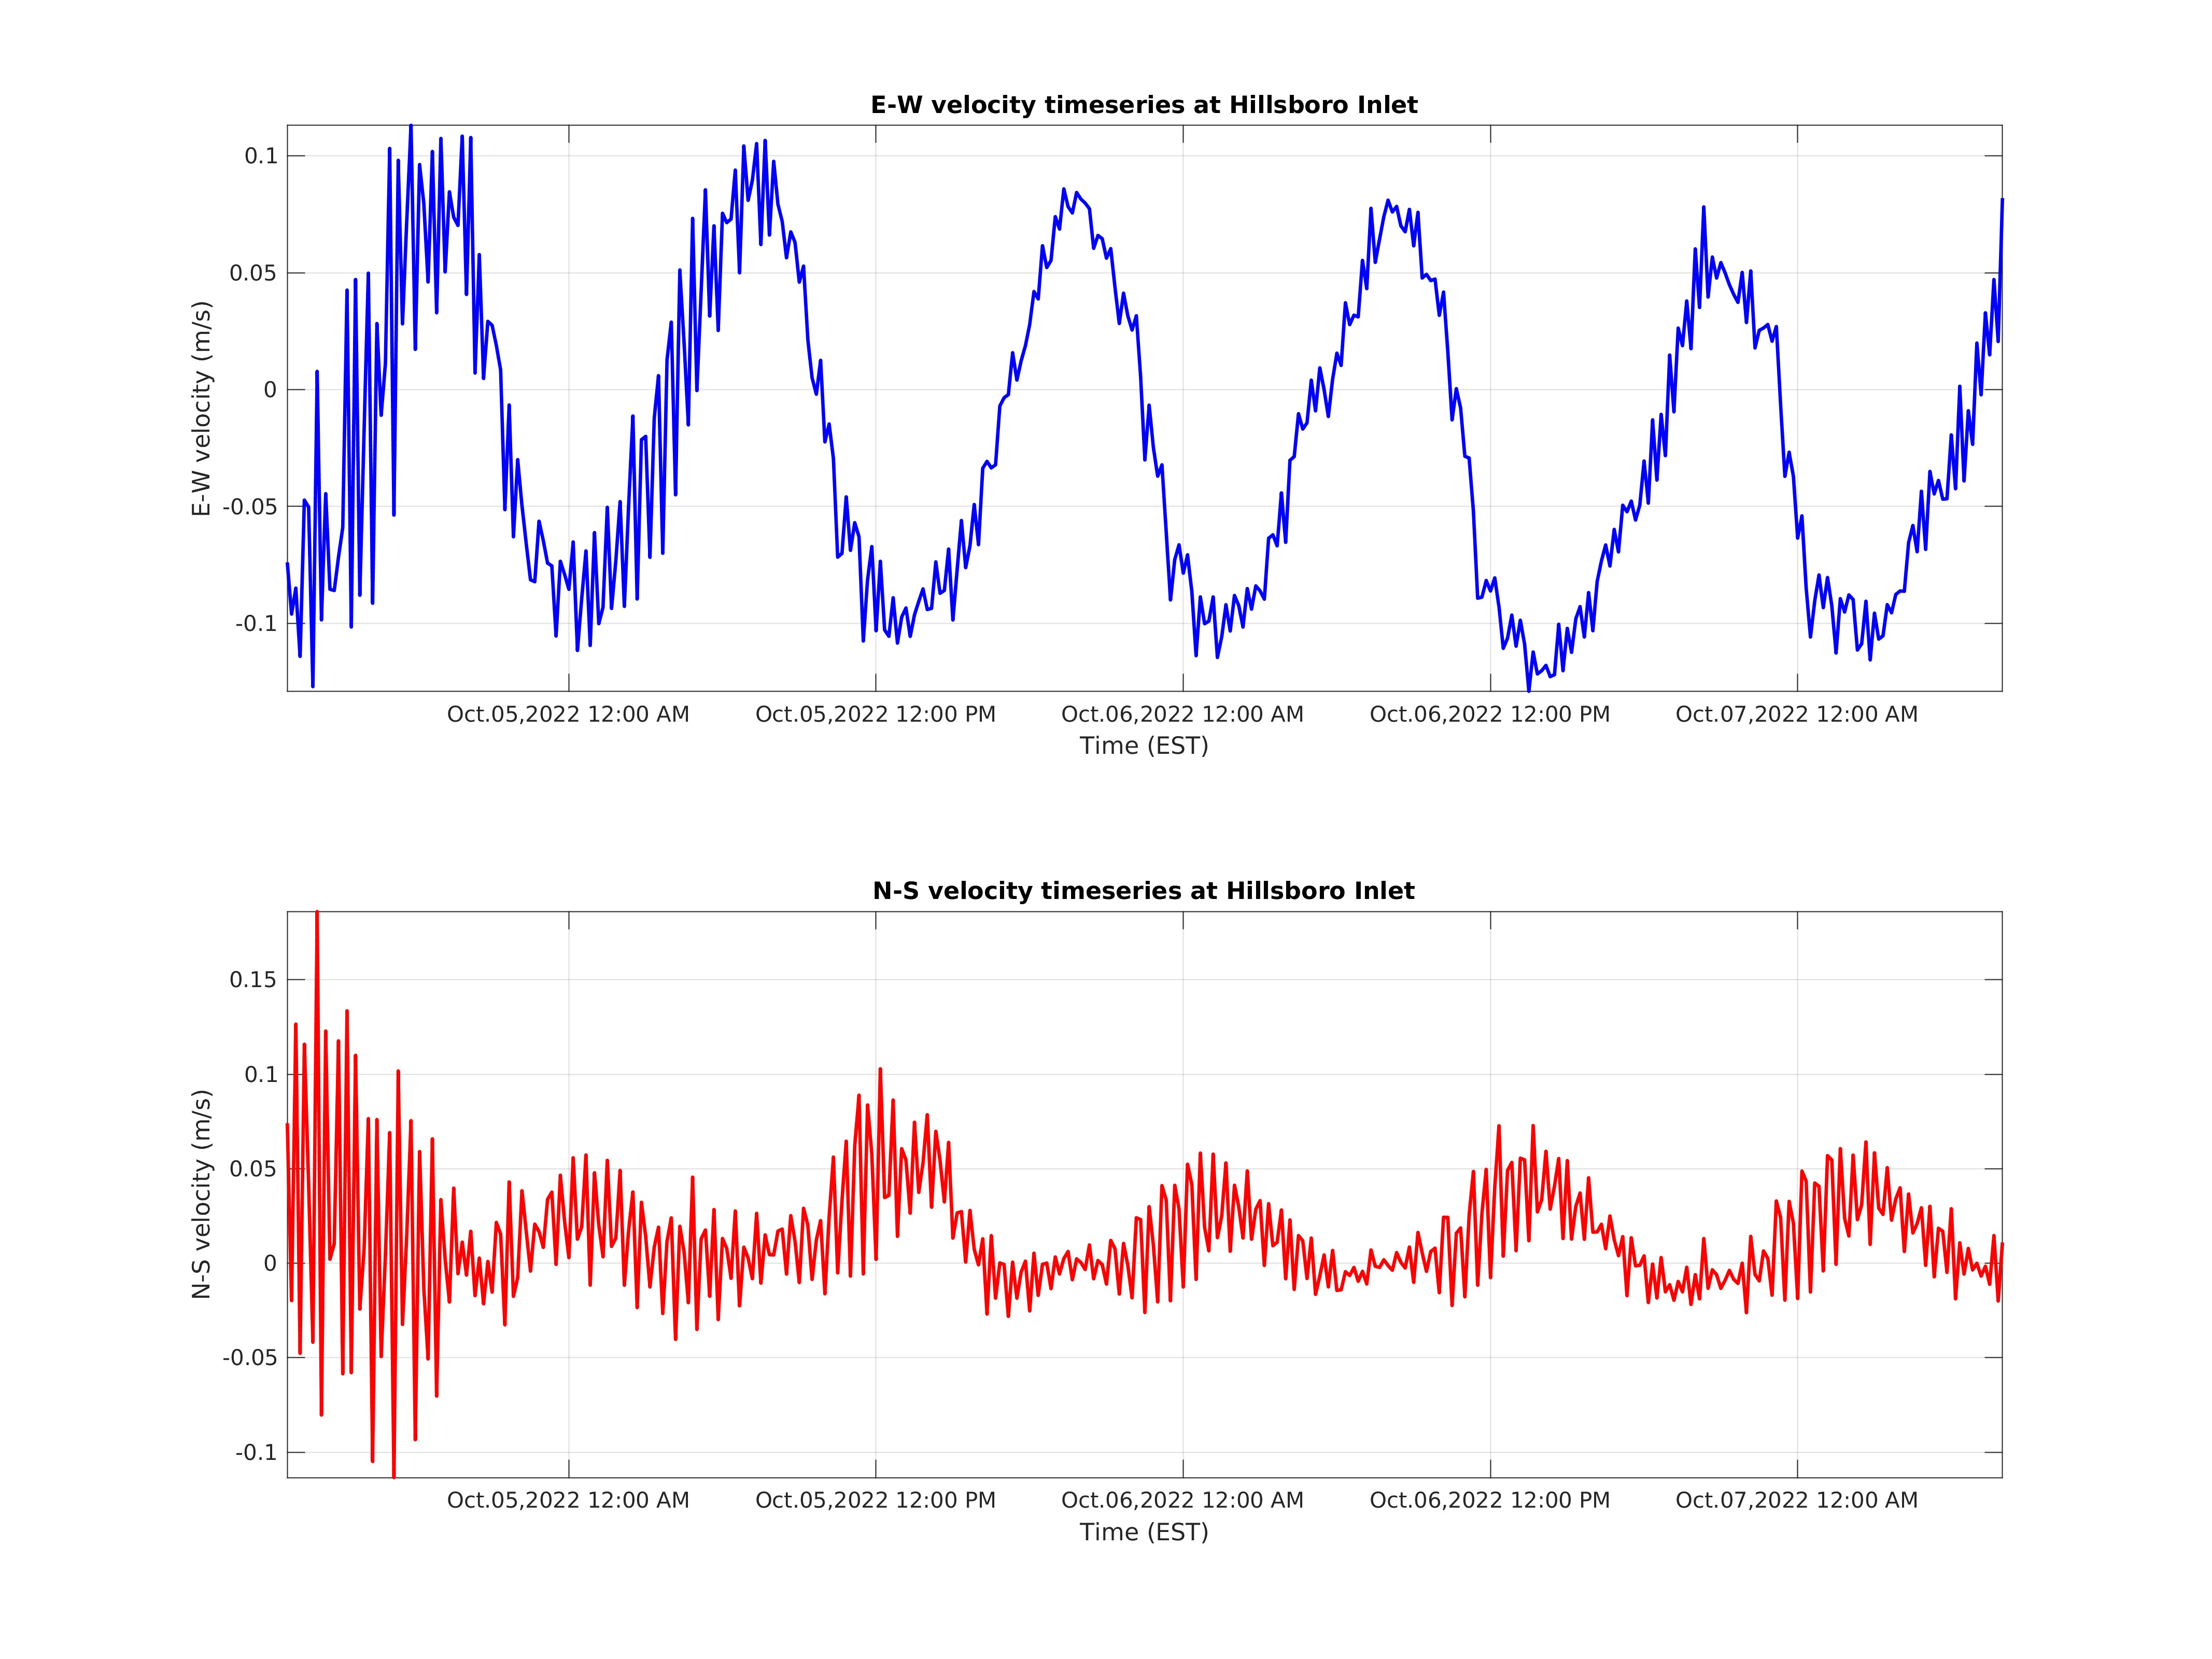 E-W velocity timeseries at Hillsboro Inlet
0.1
0.05
0
-0.05
-0.1
E-W velocity (m/s)
Oct.05,2022 12:00 AM
Oct.05,2022 12:00 PM
Oct.06,2022 12:00 AM
Oct.06,2022 12:00 PM
Oct.07,2022 12:00 AM
Time (EST)
N-S velocity timeseries at Hillsboro Inlet
0.15
0.1
0.05
0
-0.05
-0.1
N-S velocity (m/s)
Oct.05,2022 12:00 AM
Oct.05,2022 12:00 PM
Oct.06,2022 12:00 AM
Oct.06,2022 12:00 PM
Oct.07,2022 12:00 AM
Time (EST)